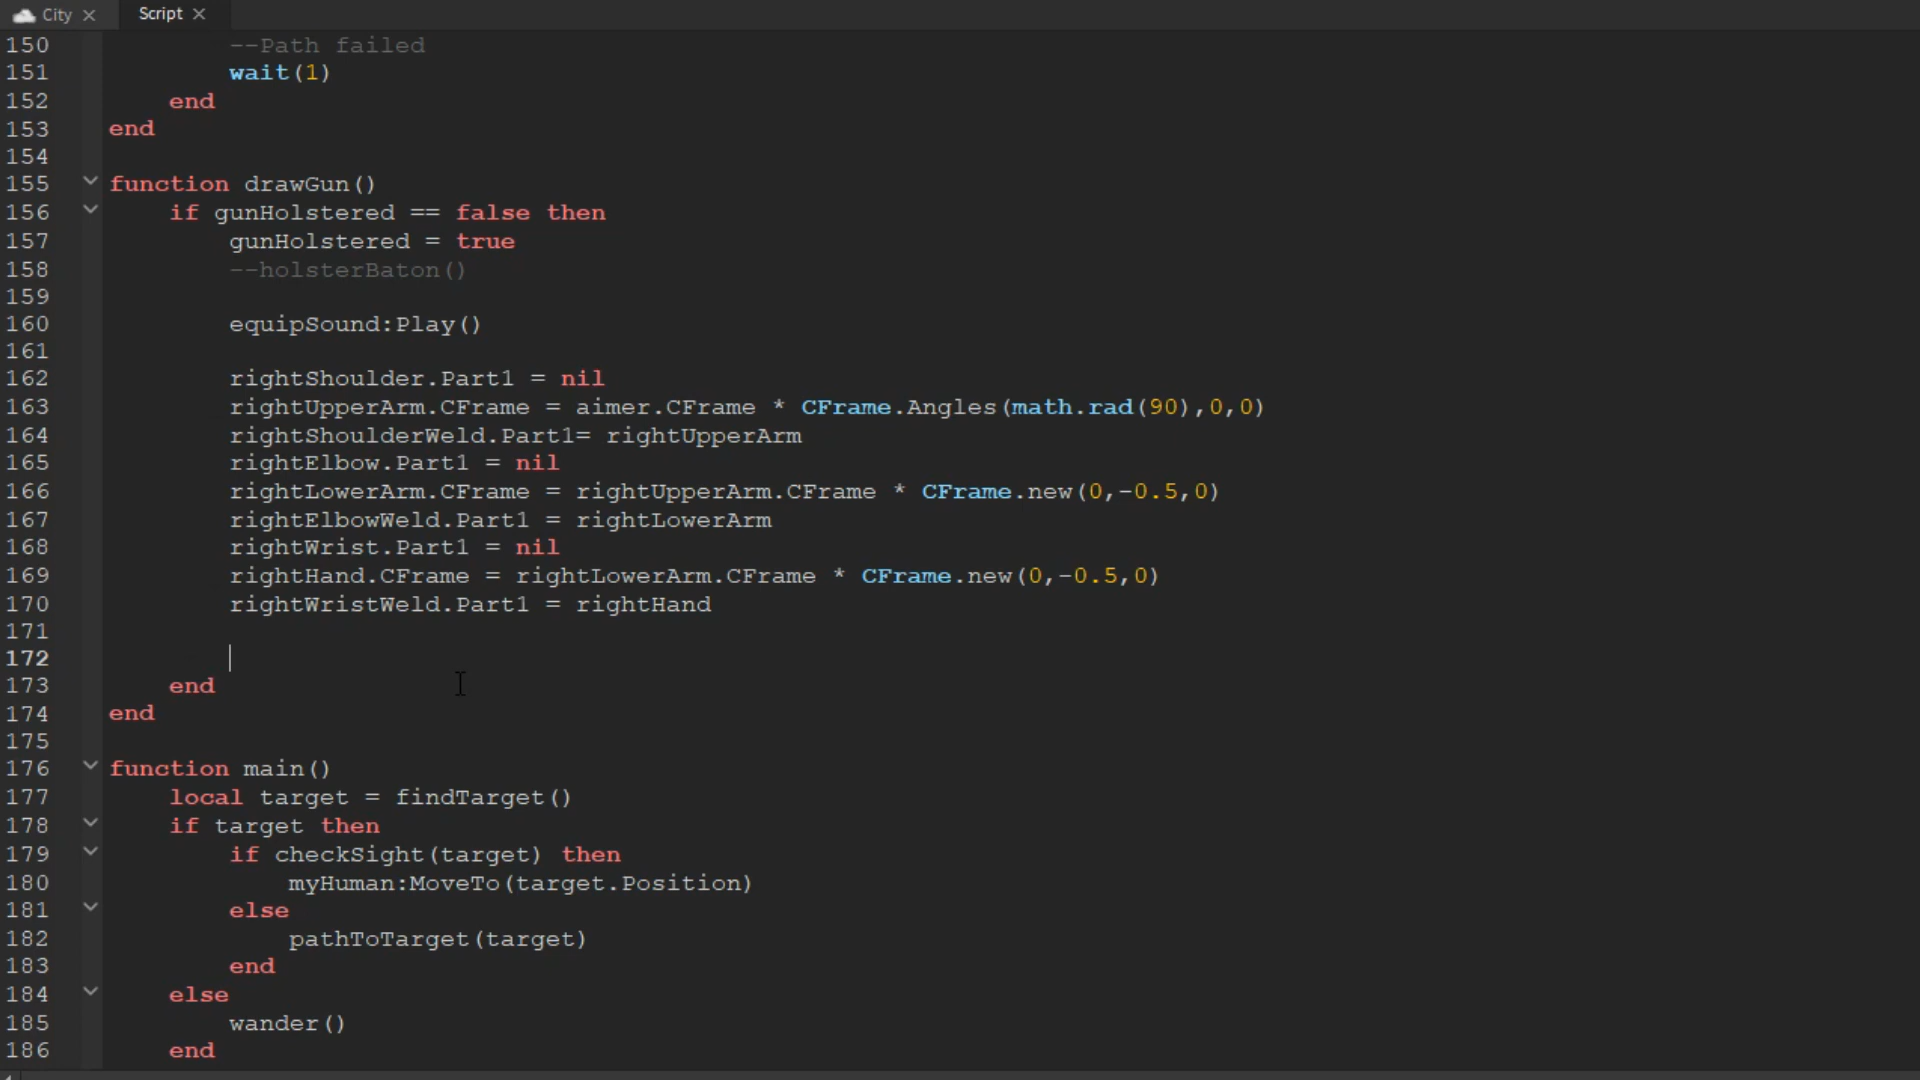 City
Script
150 --Path failed
151 wait(1)
152 end
153 end
154
155 function drawGun()
156 if gunHolstered == false then
157 gunHolstered = true
158 --holsterBaton()
159
160 equipSound:Play()
161
162 rightShoulder.Part1 = nil
163 rightUpperArm.CFrame = aimer.CFrame * CFrame.Angles(math.rad(90),0,0)
164 rightShoulderWeld.Part1= rightUpperArm
165 rightElbow.Part1 = nil
166 rightLowerArm.CFrame = rightUpperArm.CFrame * CFrame.new(0,-0.5,0)
167 rightElbowWeld.Part1 = rightLowerArm
168 rightWrist.Part1 = nil
169 rightHand.CFrame = rightLowerArm.CFrame * CFrame.new(0,-0.5,0)
170 rightWristWeld.Part1 = rightHand
171
172
173 end
174 end
175
176 function main()
177 local target = findTarget()
178 if target then
179 if checkSight(target) then
180 myHuman:MoveTo(target.Position)
181 else
182 pathToTarget(target)
183 end
184 else
185 wander()
186 end